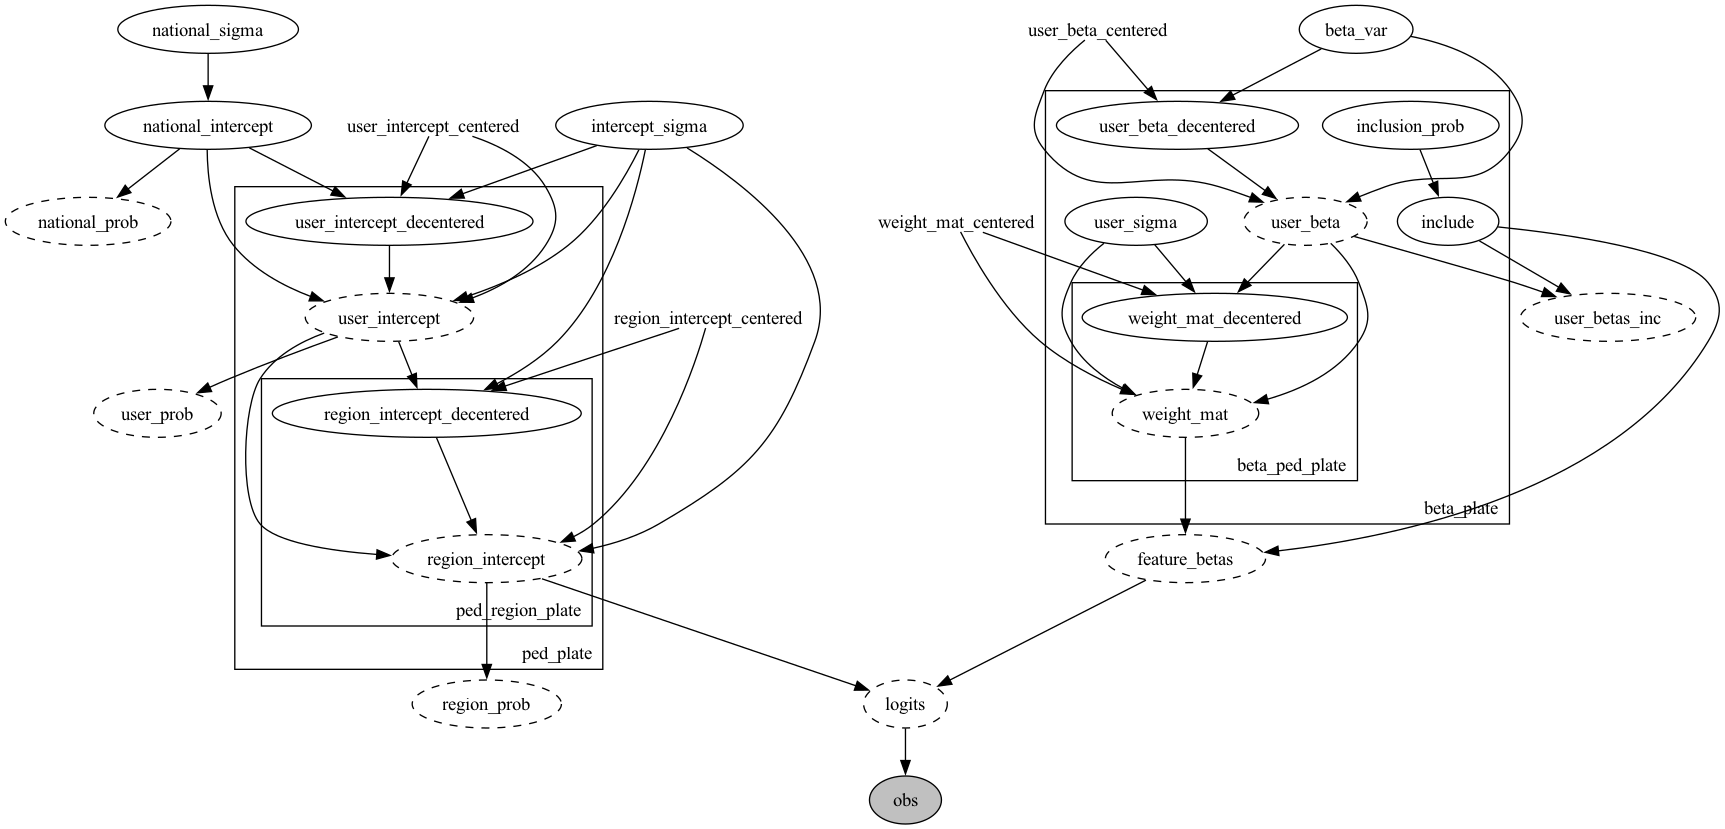 national_sigma
user_beta_centered
beta_var
national_intercept
user_intercept_centered
intercept_sigma
user_beta_decentered
inclusion_prob
national_prob
user_intercept_decentered
weight_mat_centered
user_sigma
user_beta
include
user_intercept
region_intercept_centered
weight_mat_decentered
user_betas_inc
user_prob
region_intercept_decentered
weight_mat
beta_ped_plate
beta_plate
region_intercept
feature_betas
ped_region_plate
ped_plate
region_prob
logits
obs